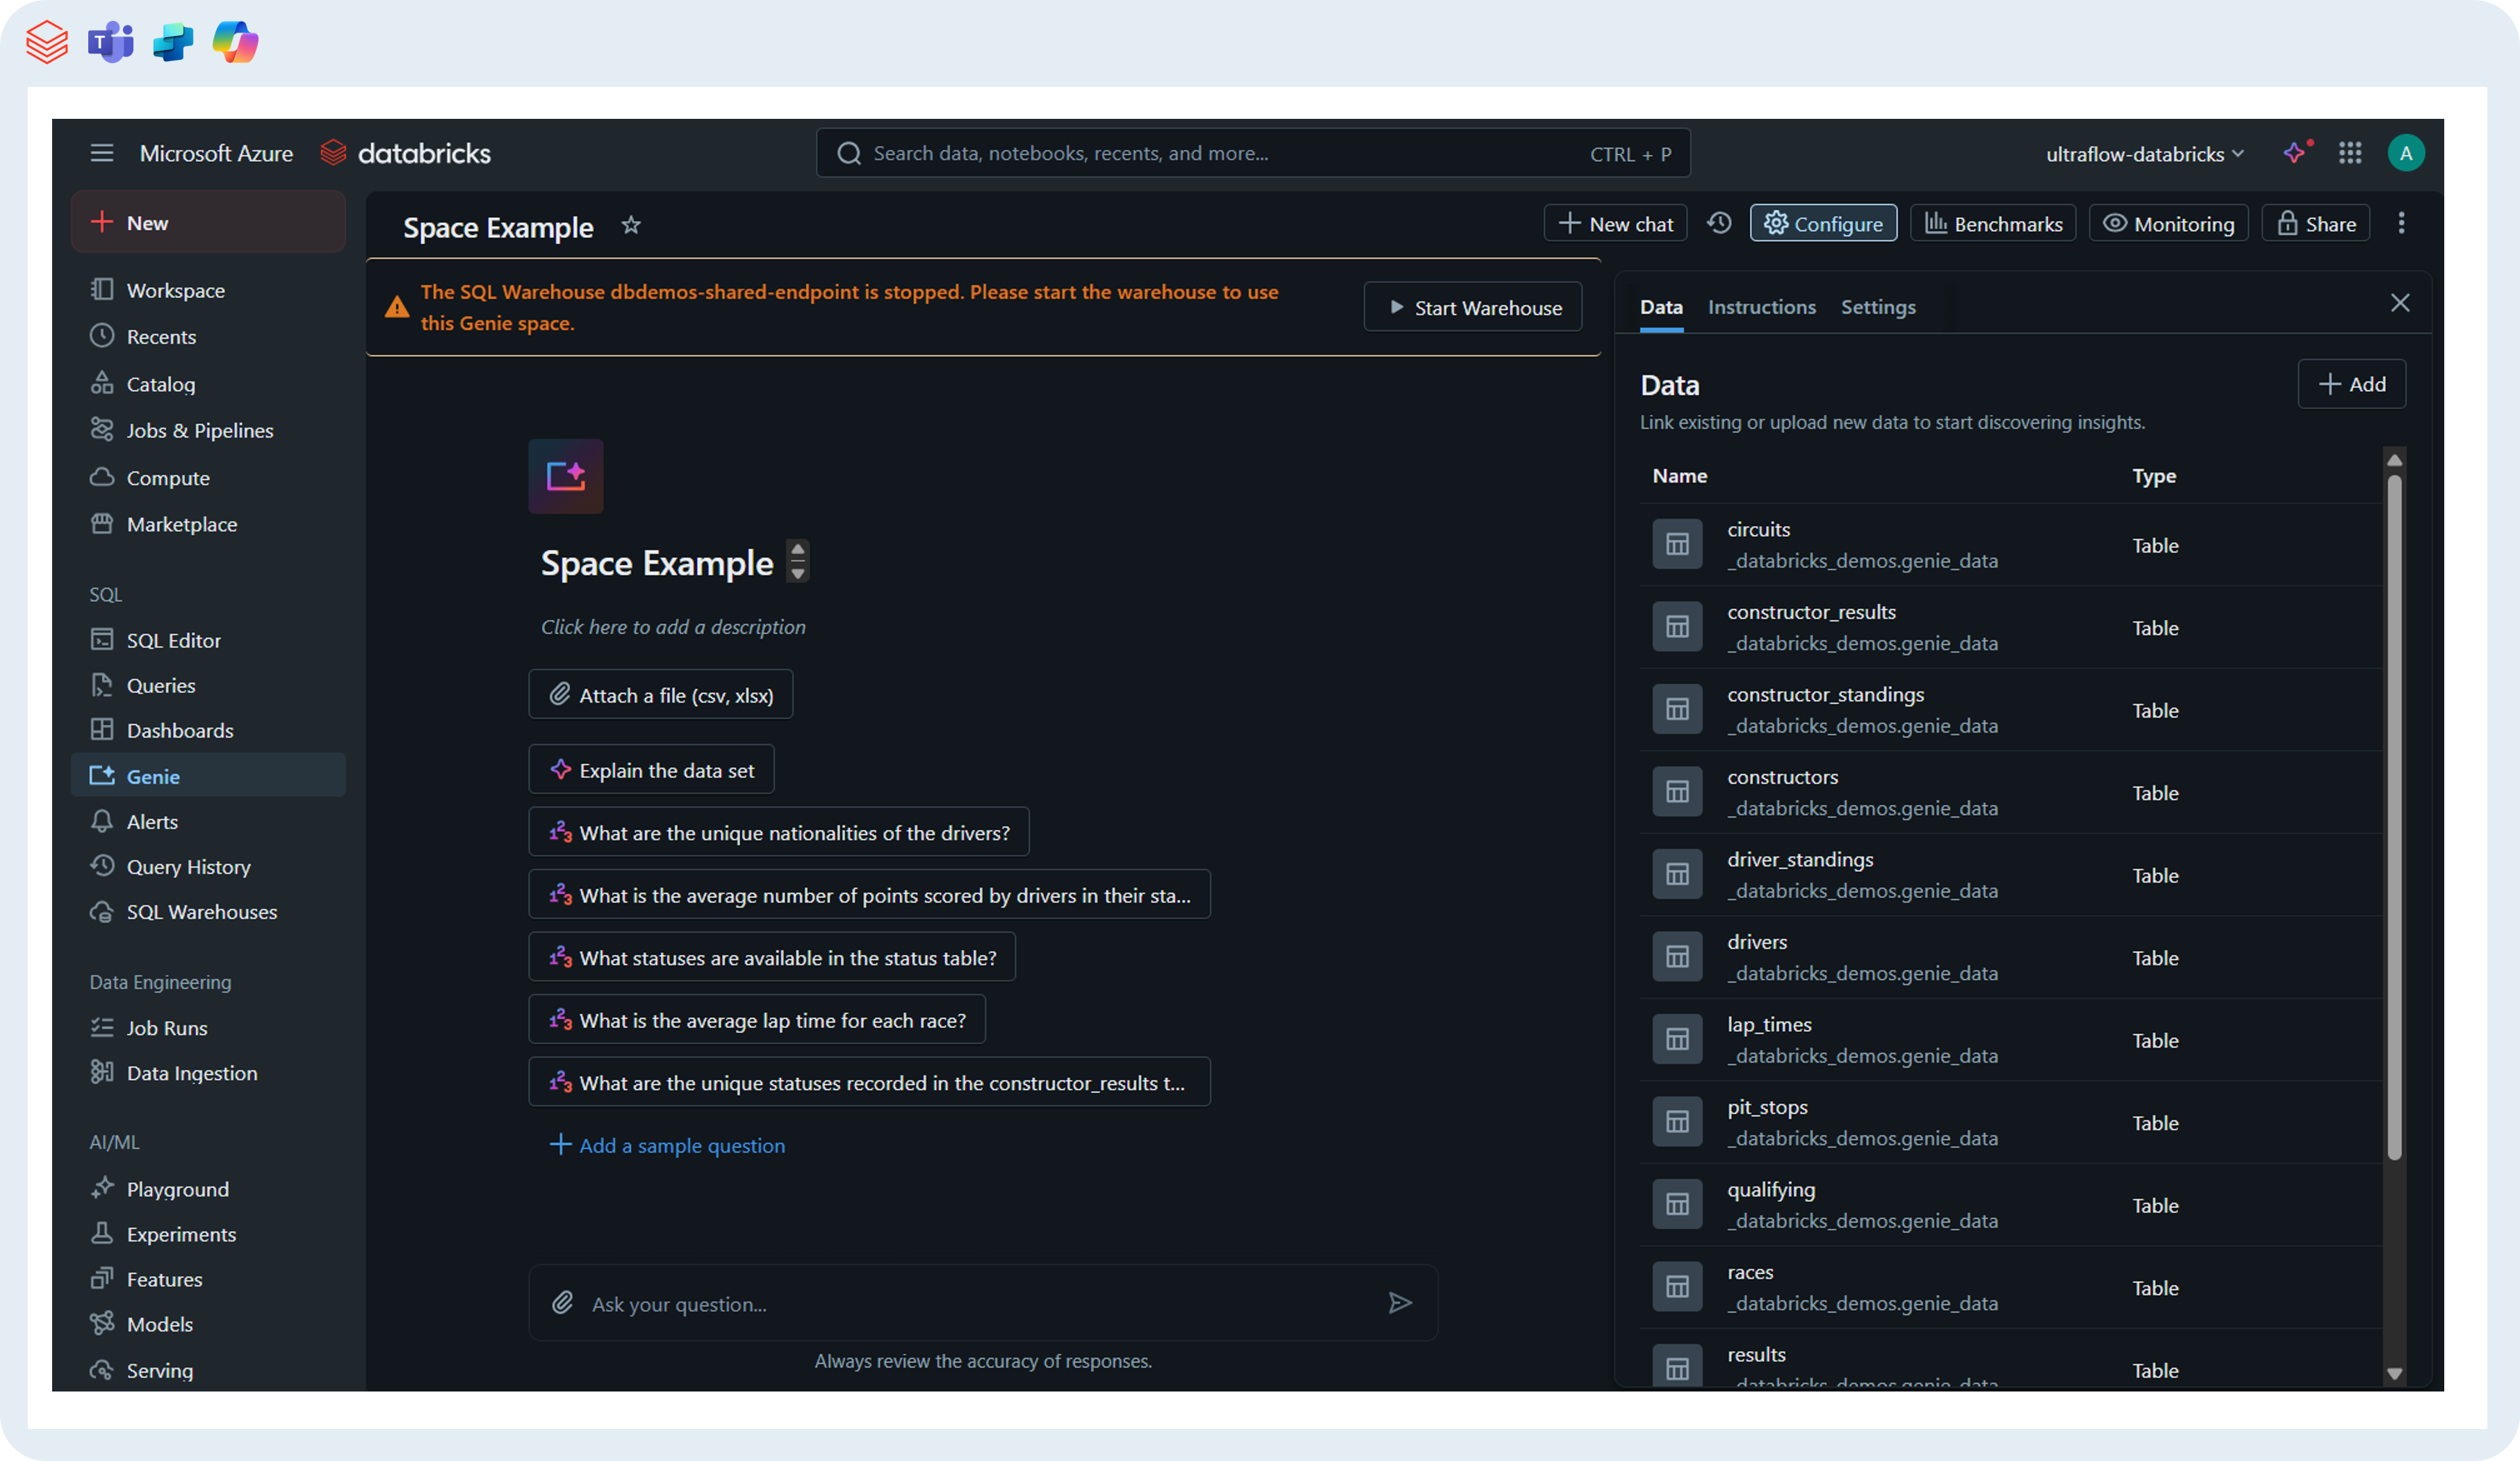 Microsoft Azure databricks
Search data, notebooks, recents, and more... CTRL + P
ultraflow-databricks
A
New
Workspace
Recents
Catalog
Jobs & Pipelines
Compute
Marketplace
SQL
SQL Editor
Queries
Dashboards
Genie
Alerts
Query History
SQL Warehouses
Data Engineering
Job Runs
Data Ingestion
AI/ML
Playground
Experiments
Features
Models
Serving
Space Example
New chat
Configure
Benchmarks
Monitoring
Share
The SQL Warehouse dbdemos-shared-endpoint is stopped. Please start the warehouse to use
this Genie space.
Start Warehouse
Space Example
Click here to add a description
Attach a file (csv, xlsx)
Explain the data set
What are the unique nationalities of the drivers?
What is the average number of points scored by drivers in their sta...
What statuses are available in the status table?
What is the average lap time for each race?
What are the unique statuses recorded in the constructor_results t...
Add a sample question
Ask your question...
Always review the accuracy of responses.
Data Instructions Settings
Data
Add
Link existing or upload new data to start discovering insights.
Name Type
circuits
_databricks_demos.genie_data
Table
constructor_results
_databricks_demos.genie_data
Table
constructor_standings
_databricks_demos.genie_data
Table
constructors
_databricks_demos.genie_data
Table
driver_standings
_databricks_demos.genie_data
Table
drivers
_databricks_demos.genie_data
Table
lap_times
_databricks_demos.genie_data
Table
pit_stops
_databricks_demos.genie_data
Table
qualifying
_databricks_demos.genie_data
Table
races
_databricks_demos.genie_data
Table
results
_databricks_demos.genie_data
Table